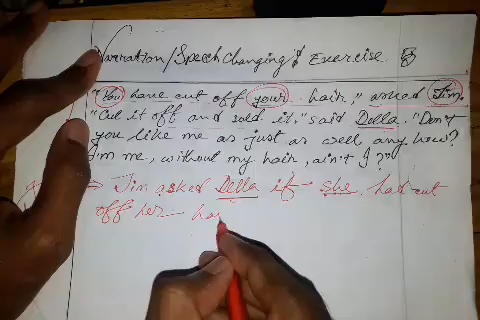 Narration/Speech Changing Exercise
"You have cut off your hair," asked Jim.
"Cut it off and sold it," said Della. "Don't
you like me as just as well any how?
I'm me, without my hair, ain't I?"
⇒ Jim asked Della if she had cut
off her ha